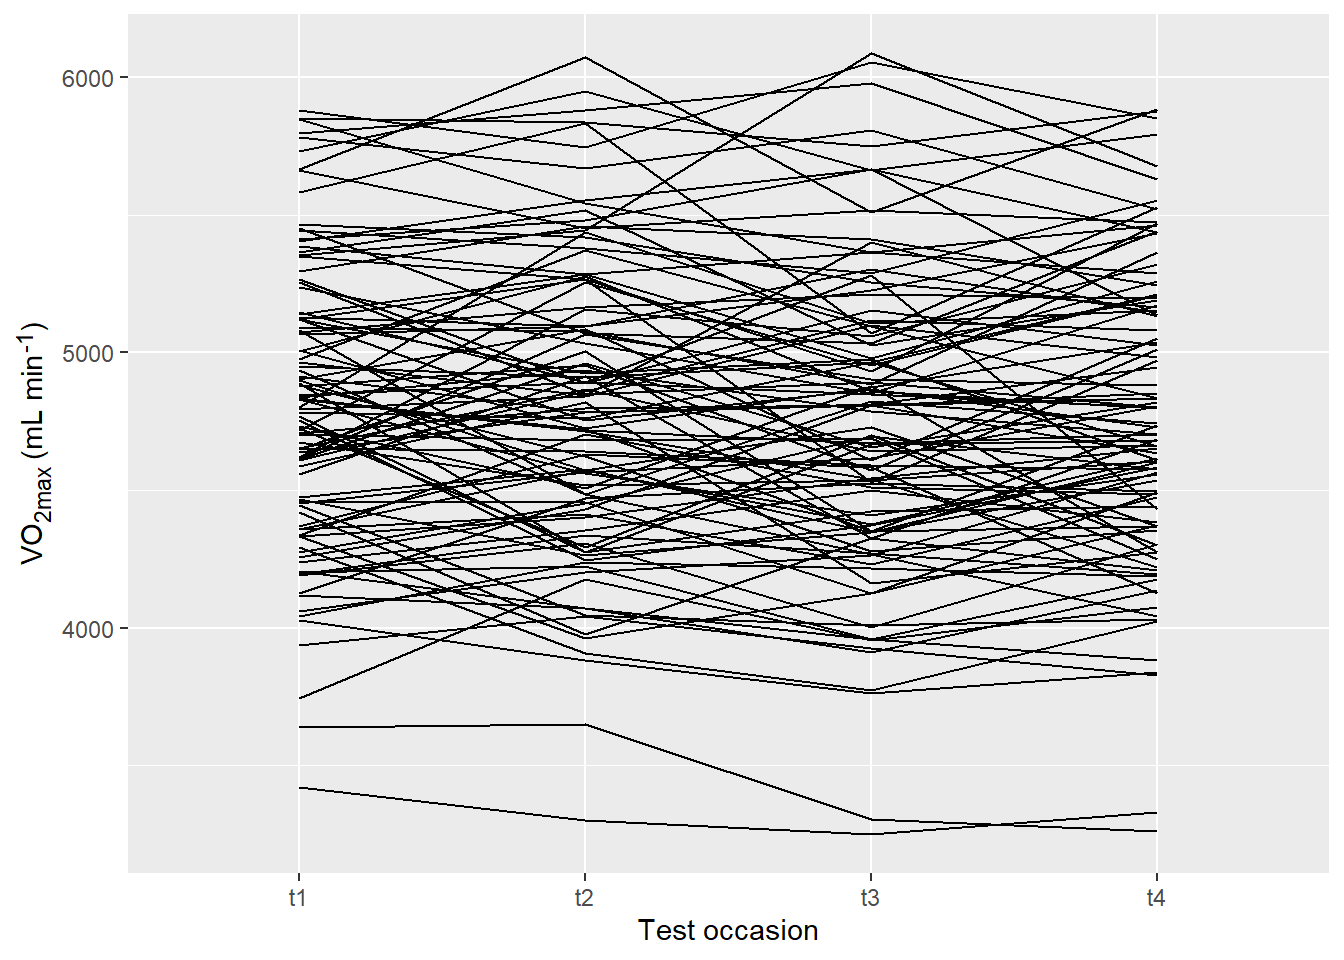 6000
5000
4000
VO2max (mL min-1)
t1 t2 t3 t4
Test occasion